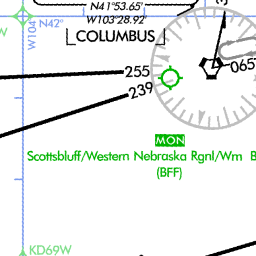 N41°53.65'
W103°28.92'
COLUMBUS
W
N42°
W104°
255
239
065
3
MON
Scottsbluff/Western Nebraska Rgnl/Wm B
(BFF)
KD69W